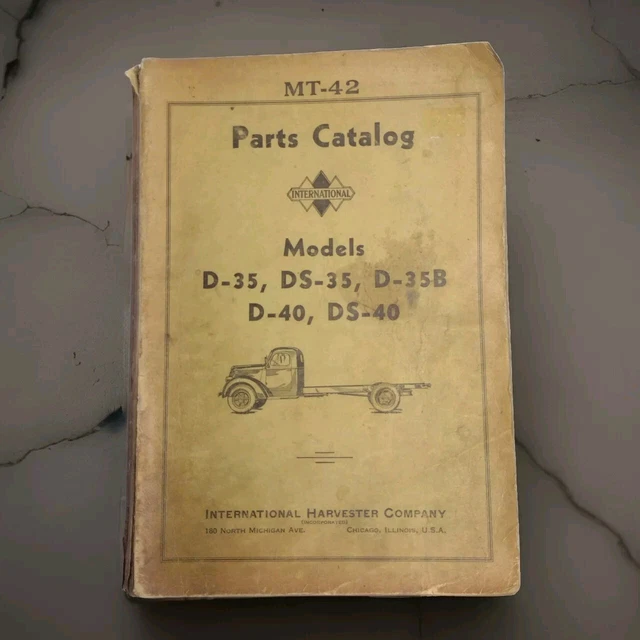 MT-42
Parts Catalog
INTERNATIONAL
Models
D-35, DS-35, D-35B
D-40, DS-40
INTERNATIONAL HARVESTER COMPANY
(INCORPORATED)
180 NORTH MICHIGAN AVE. CHICAGO, ILLINOIS, U.S.A.